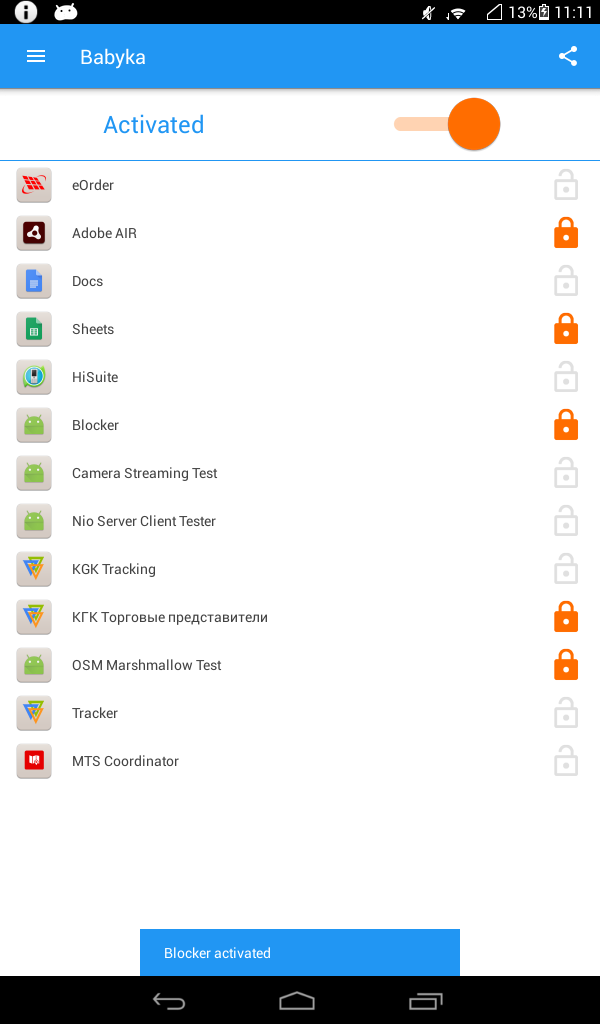 13% 11:11
Babyka
Activated
eOrder
Adobe AIR
Docs
Sheets
HiSuite
Blocker
Camera Streaming Test
Nio Server Client Tester
KGK Tracking
КГК Торговые представители
OSM Marshmallow Test
Tracker
MTS Coordinator
Blocker activated